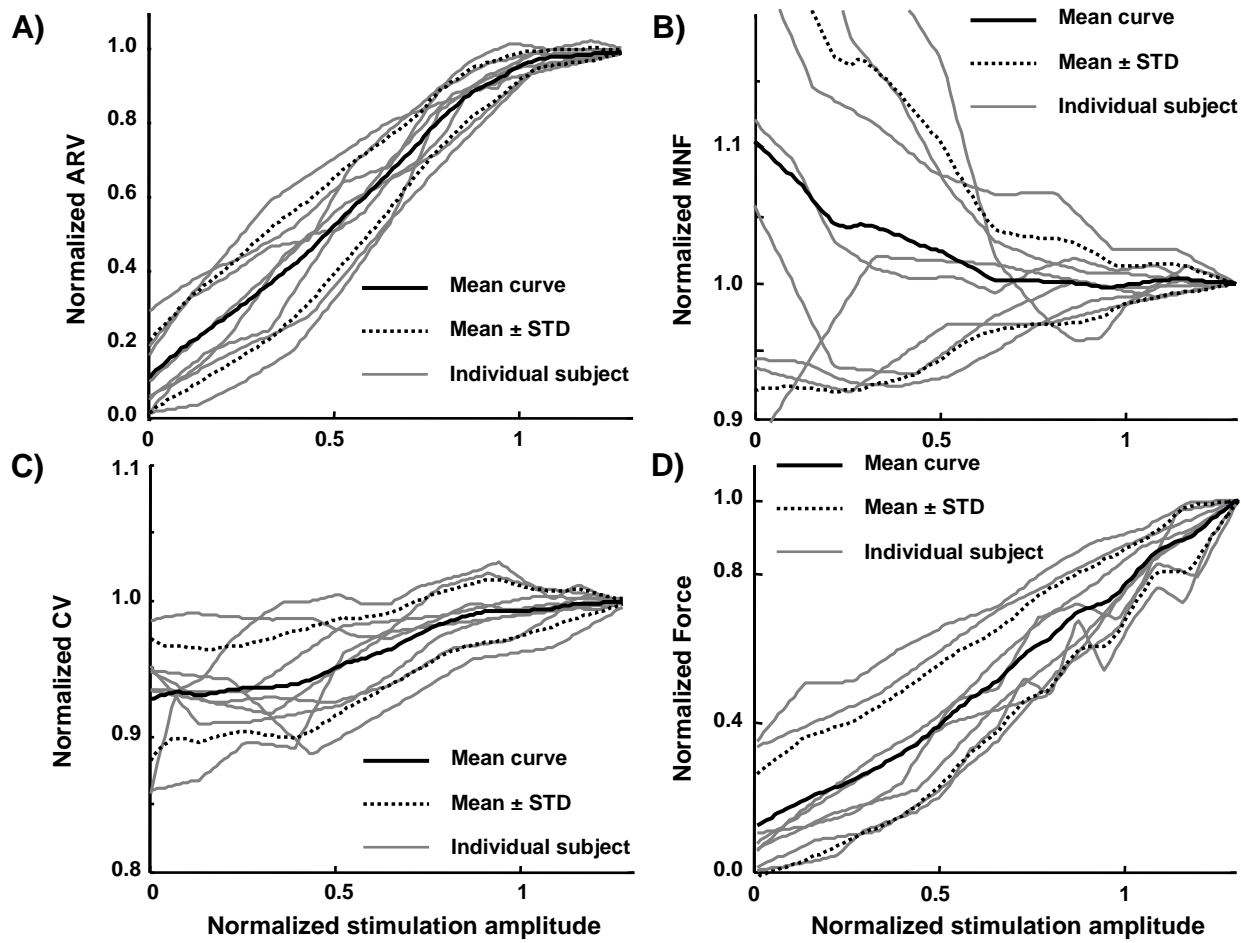 A)
Normalized ARV
1.0
0.8
0.6
0.4
0.2
0.0
0
0.5
1
Mean curve
Mean ± STD
Individual subject
B)
Normalized MNF
1.1
1.0
0.9
0
0.5
1
Mean curve
Mean ± STD
Individual subject
C)
Normalized CV
1.1
1.0
0.9
0.8
0
0.5
1
Mean curve
Mean ± STD
Individual subject
Normalized stimulation amplitude
D)
Normalized Force
1.0
0.8
0.4
0.0
0
0.5
1
Mean curve
Mean ± STD
Individual subject
Normalized stimulation amplitude